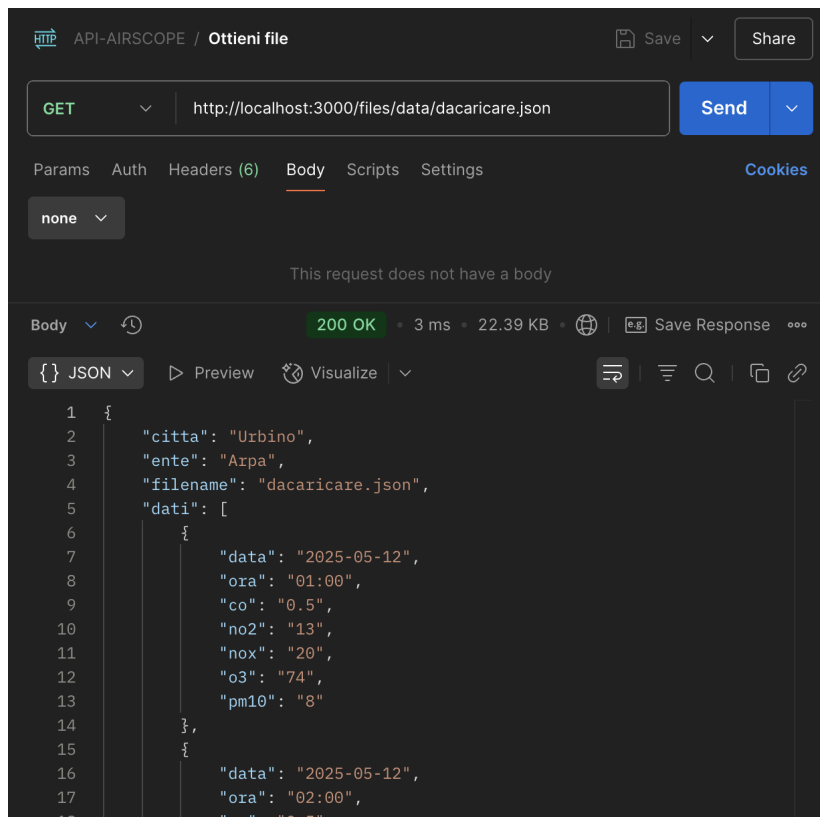 HTTP API-AIRSCOPE / Ottieni file Save Share
GET http://localhost:3000/files/data/dacaricare.json Send
Params Auth Headers (6) Body Scripts Settings Cookies
none
This request does not have a body
Body 200 OK • 3 ms • 22.39 KB • e.g. Save Response
{} JSON Preview Visualize
1 {
2 "citta": "Urbino",
3 "ente": "Arpa",
4 "filename": "dacaricare.json",
5 "dati": [
6 {
7 "data": "2025-05-12",
8 "ora": "01:00",
9 "co": "0.5",
10 "no2": "13",
11 "nox": "20",
12 "o3": "74",
13 "pm10": "8"
14 },
15 {
16 "data": "2025-05-12",
17 "ora": "02:00",